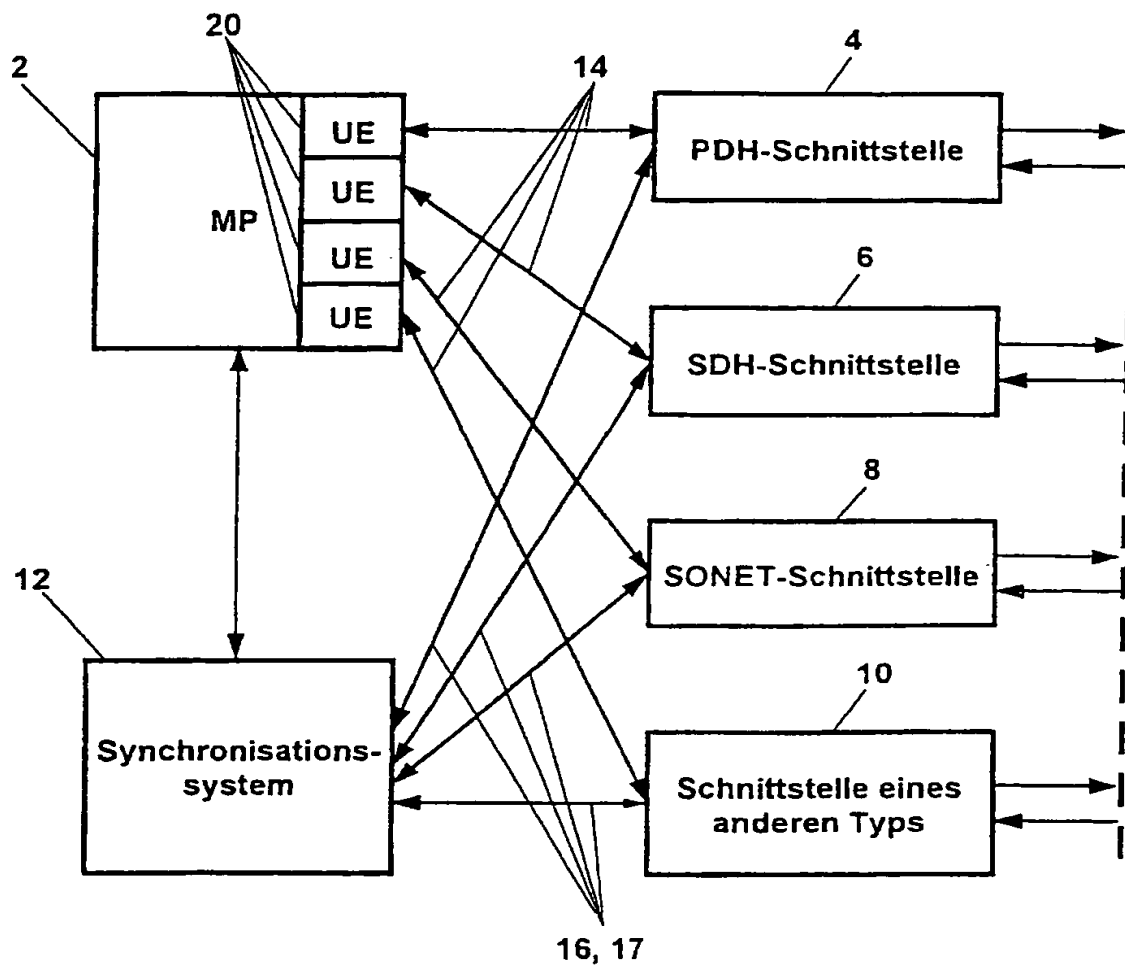 20
2
14
4
UE
PDH-Schnittstelle
UE
MP
UE
6
UE
SDH-Schnittstelle
8
12
SONET-Schnittstelle
10
Synchronisations-
system
Schnittstelle eines
anderen Typs
16, 17